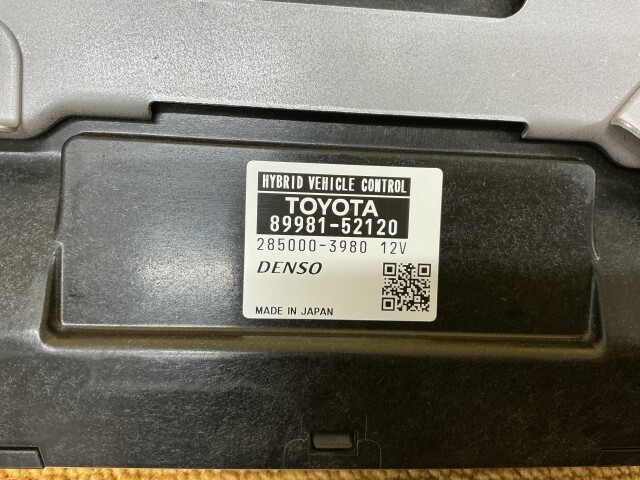 HYBRID VEHICLE CONTROL
TOYOTA
89981-52120
285000-3980 12V
DENSO
MADE IN JAPAN